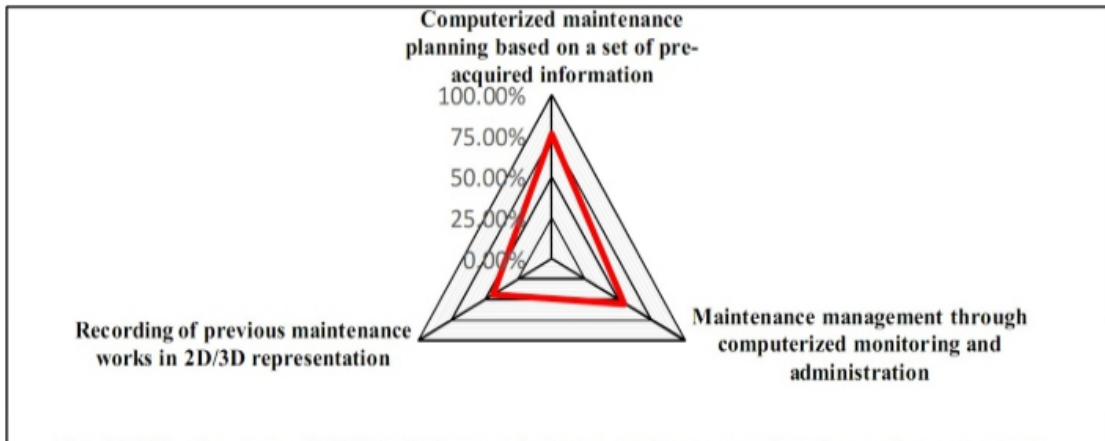 Computerized maintenance
planning based on a set of pre-
acquired information
100.00%
75.00%
50.00%
25.00%
0.00%
Recording of previous maintenance
works in 2D/3D representation
Maintenance management through
computerized monitoring and
administration